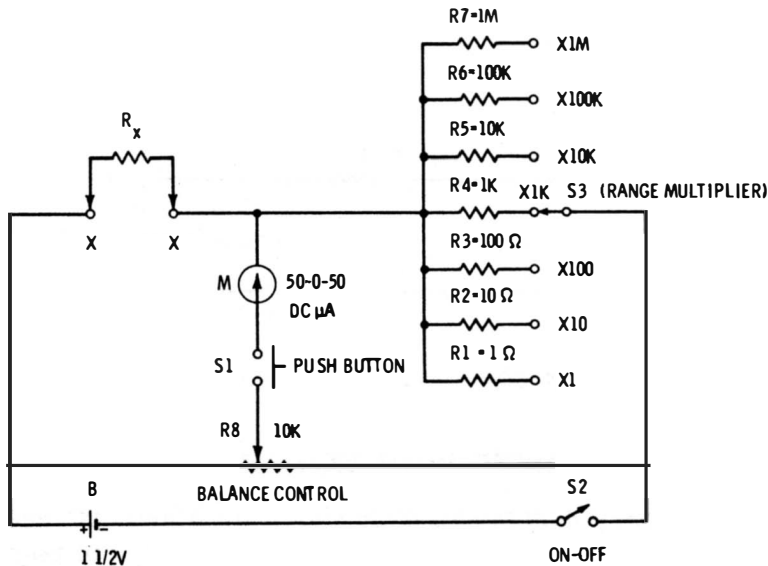 R7=1M
X1M
R6=100K
X100K
Rx
R5=10K
X10K
R4=1K
X1K
S3 (RANGE MULTIPLIER)
X
X
R3=100 Ω
X100
M
50-0-50
DC µA
R2=10 Ω
X10
S1
PUSH BUTTON
R1 = 1 Ω
X1
R8
10K
BALANCE CONTROL
B
S2
+
−
1 1/2V
ON-OFF